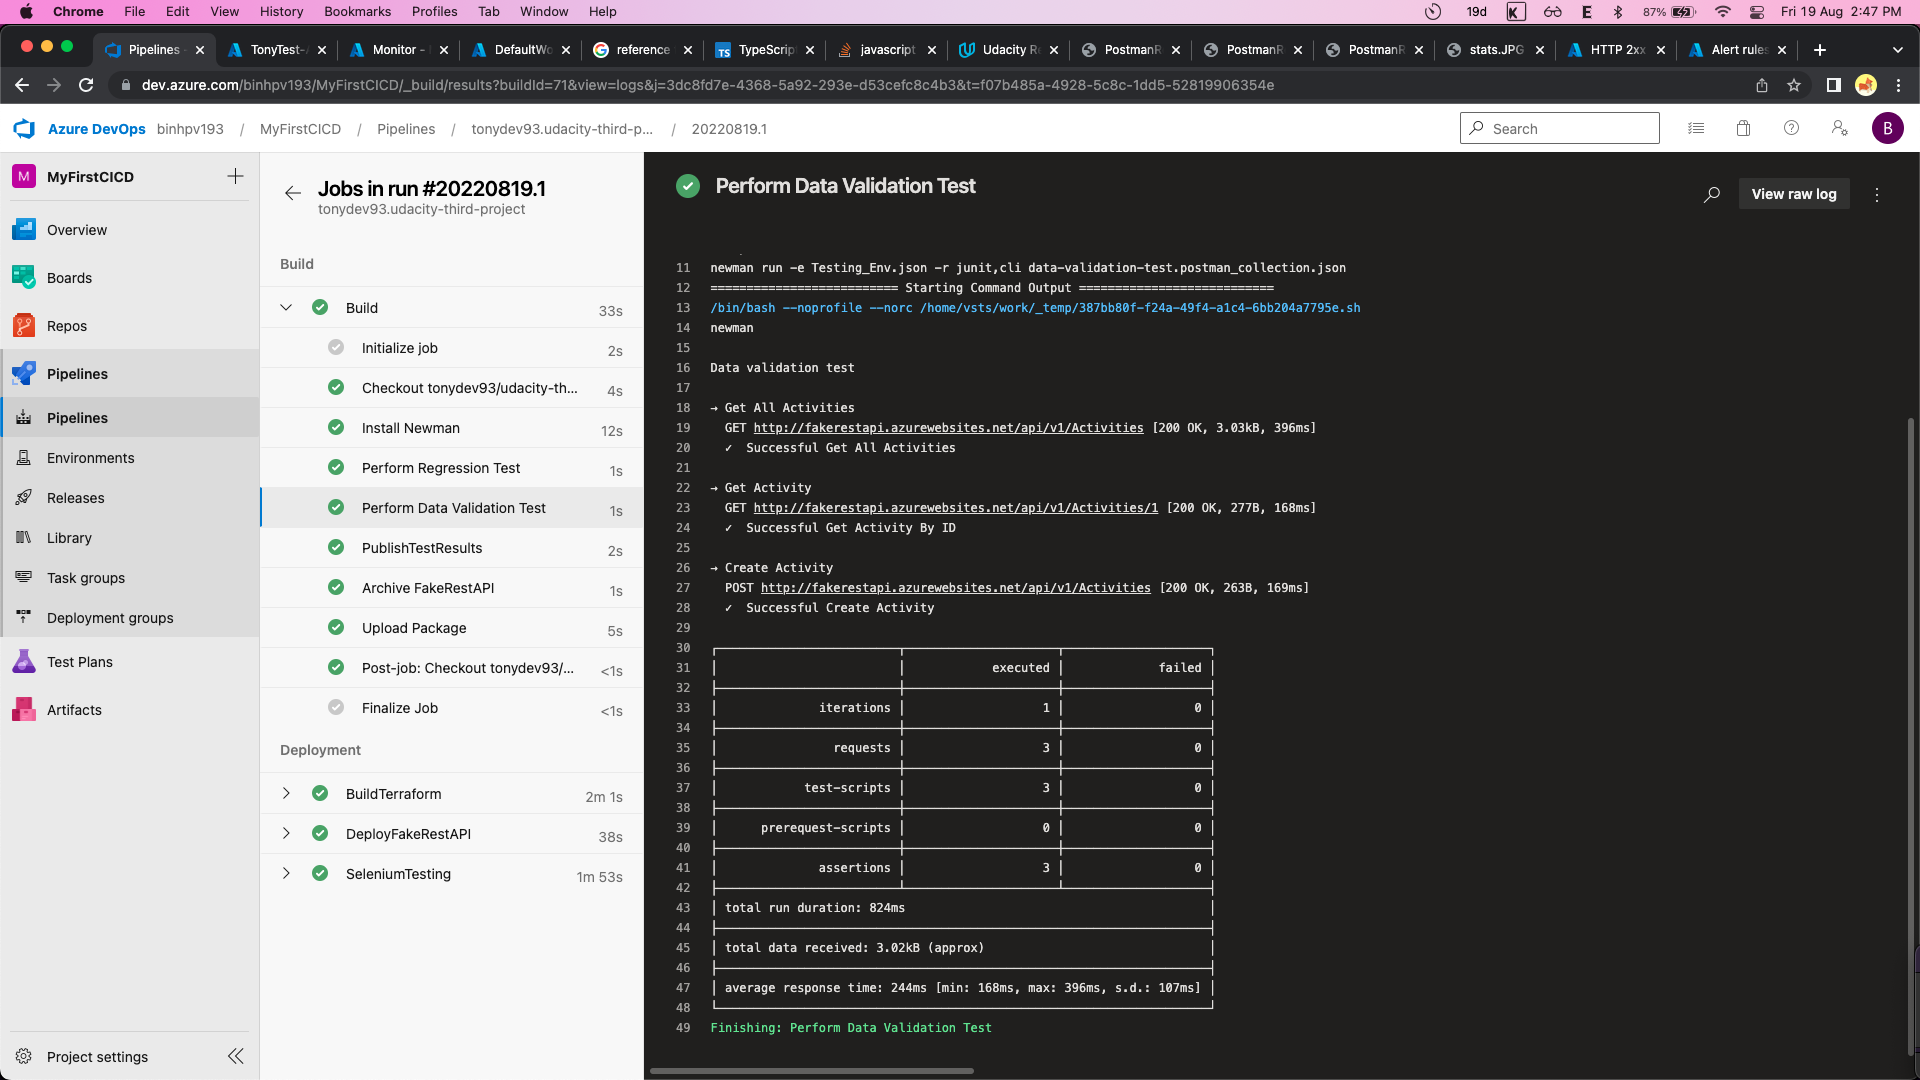 Chrome File Edit View History Bookmarks Profiles Tab Window Help 19d K E 87% Fri 19 Aug 2:47 PM
Pipelines - TonyTest- Monitor - DefaultWo reference TypeScrip javascript Udacity R PostmanR PostmanR PostmanR stats.JPG HTTP 2xx Alert rules
dev.azure.com/binhpv193/MyFirstCICD/_build/results?buildId=71&view=logs&j=3dc8fd7e-4368-5a92-293e-d53cefc8c4b3&t=f07b485a-4928-5c8c-1dd5-52819906354e
Azure DevOps binhpv193 / MyFirstCICD / Pipelines / tonydev93.udacity-third-p... / 20220819.1 Search B
M MyFirstCICD
Overview
Boards
Repos
Pipelines
Pipelines
Environments
Releases
Library
Task groups
Deployment groups
Test Plans
Artifacts
Project settings
Jobs in run #20220819.1
tonydev93.udacity-third-project
Build
Build 33s
Initialize job 2s
Checkout tonydev93/udacity-th... 4s
Install Newman 12s
Perform Regression Test 1s
Perform Data Validation Test 1s
PublishTestResults 2s
Archive FakeRestAPI 1s
Upload Package 5s
Post-job: Checkout tonydev93/... <1s
Finalize Job <1s
Deployment
BuildTerraform 2m 1s
DeployFakeRestAPI 38s
SeleniumTesting 1m 53s
Perform Data Validation Test
View raw log
11 newman run -e Testing_Env.json -r junit,cli data-validation-test.postman_collection.json
12 ========================== Starting Command Output ===========================
13 /bin/bash --noprofile --norc /home/vsts/work/_temp/387bb80f-f24a-49f4-a1c4-6bb204a7795e.sh
14 newman
15
16 Data validation test
17
18 → Get All Activities
19 GET http://fakerestapi.azurewebsites.net/api/v1/Activities [200 OK, 3.03kB, 396ms]
20 ✓ Successful Get All Activities
21
22 → Get Activity
23 GET http://fakerestapi.azurewebsites.net/api/v1/Activities/1 [200 OK, 277B, 168ms]
24 ✓ Successful Get Activity By ID
25
26 → Create Activity
27 POST http://fakerestapi.azurewebsites.net/api/v1/Activities [200 OK, 263B, 169ms]
28 ✓ Successful Create Activity
29
30
31 executed failed
32
33 iterations 1 0
34
35 requests 3 0
36
37 test-scripts 3 0
38
39 prerequest-scripts 0 0
40
41 assertions 3 0
42
43 total run duration: 824ms
44
45 total data received: 3.02kB (approx)
46
47 average response time: 244ms [min: 168ms, max: 396ms, s.d.: 107ms]
48
49 Finishing: Perform Data Validation Test